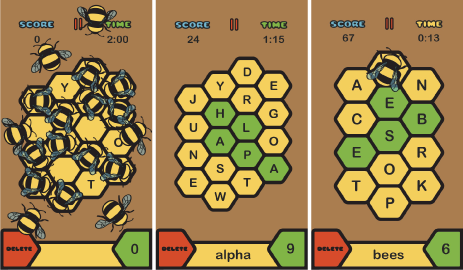 SCORE TIME
0 2:00
Y
O
T
DELETE 0
SCORE TIME
24 1:15
D
Y E
J R
H G
U L
A O
N P
S A
E T
W
DELETE alpha 9
SCORE TIME
67 0:13
A N
E
C B
S
E R
O
T K
P
DELETE bees 6